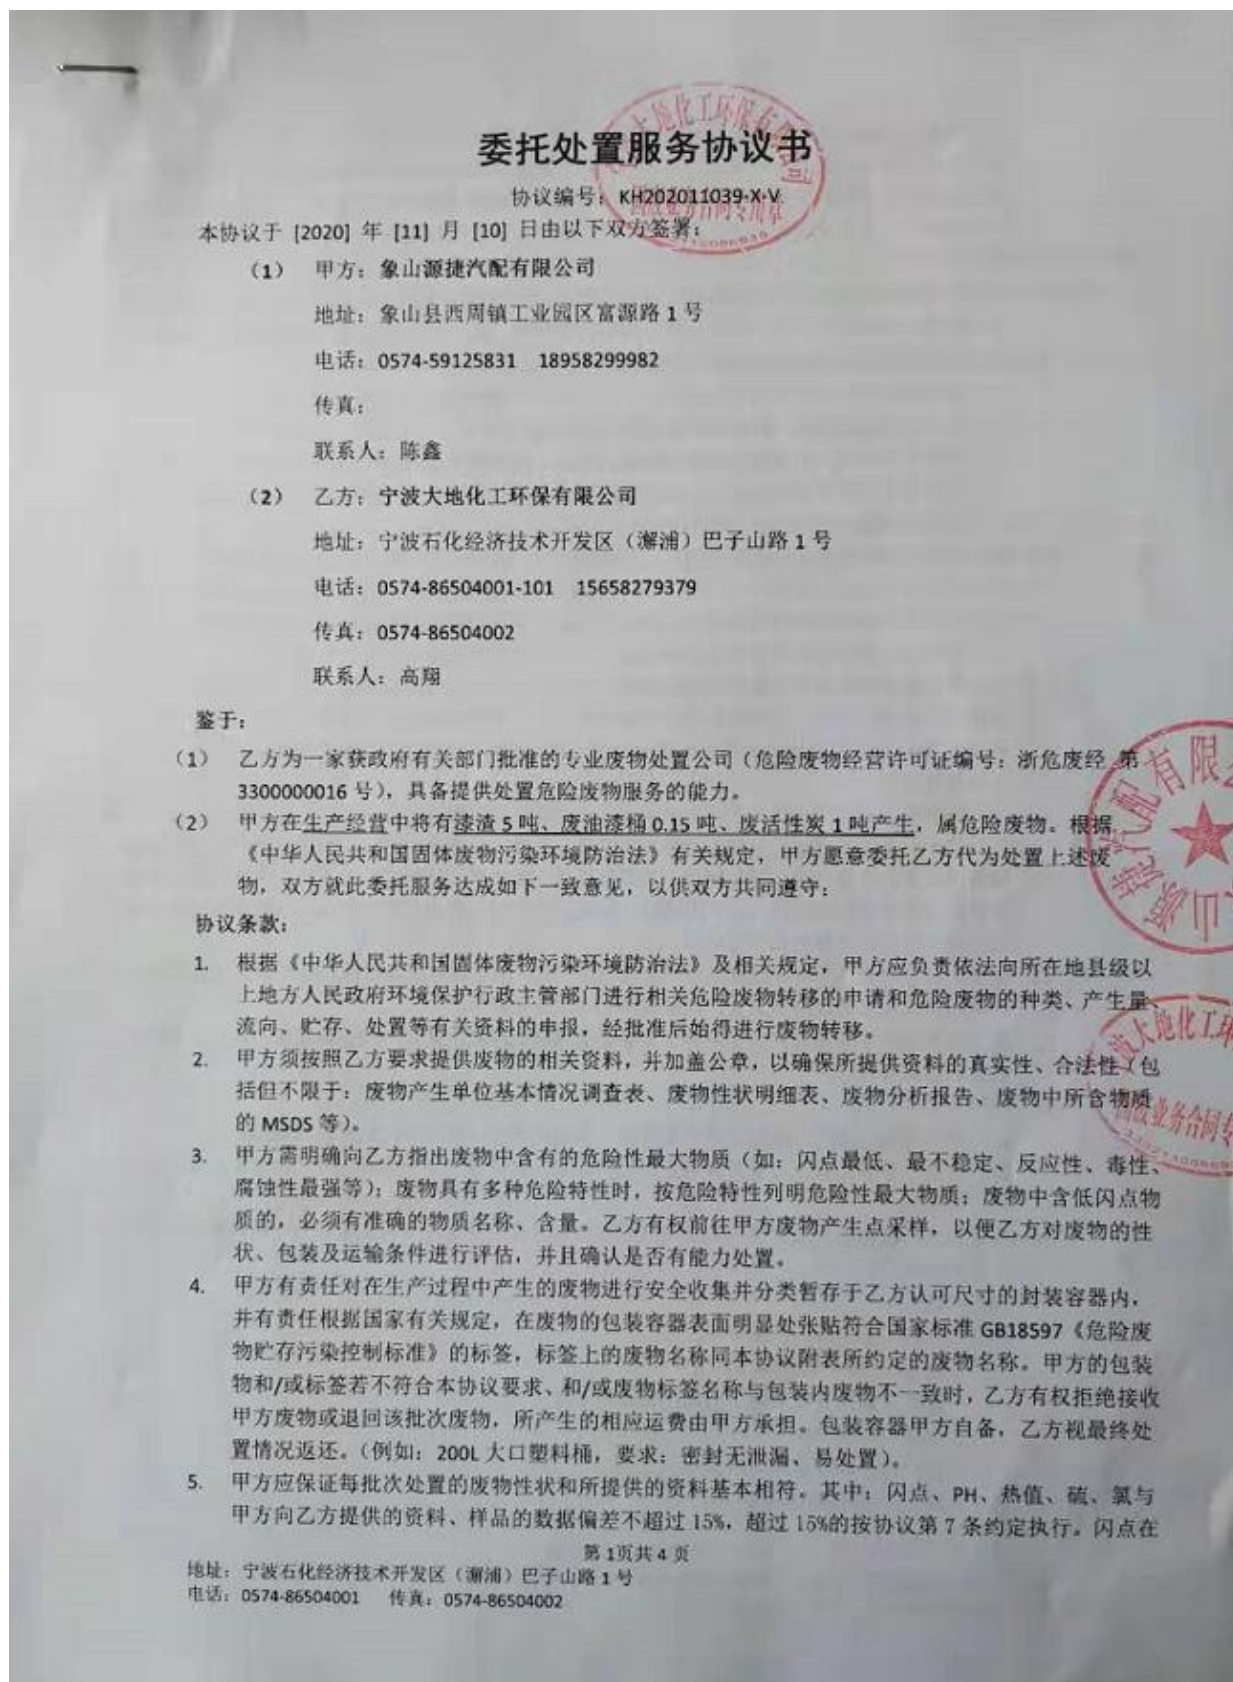 委托处置服务协议书
协议编号：KH202011039-X-V
本协议于 [2020] 年 [11] 月 [10] 日由以下双方签署：
（1） 甲方：象山源捷汽配有限公司
地址：象山县西周镇工业园区富源路 1 号
电话：0574-59125831 18958299982
传真：
联系人：陈鑫
（2） 乙方：宁波大地化工环保有限公司
地址：宁波石化经济技术开发区（澥浦）巴子山路 1 号
电话：0574-86504001-101 15658279379
传真：0574-86504002
联系人：高翔
鉴于：
（1） 乙方为一家获政府有关部门批准的专业废物处置公司（危险废物经营许可证编号：浙危废经 第
3300000016 号），具备提供处置危险废物服务的能力。
（2） 甲方在生产经营中将有漆渣 5 吨、废油漆桶 0.15 吨、废活性炭 1 吨产生，属危险废物。根据
《中华人民共和国固体废物污染环境防治法》有关规定，甲方愿意委托乙方代为处置上述废
物，双方就此委托服务达成如下一致意见，以供双方共同遵守：
协议条款：
1. 根据《中华人民共和国固体废物污染环境防治法》及相关规定，甲方应负责依法向所在地县级以
上地方人民政府环境保护行政主管部门进行相关危险废物转移的申请和危险废物的种类、产生量、
流向、贮存、处置等有关资料的申报，经批准后始得进行废物转移。
2. 甲方须按照乙方要求提供废物的相关资料，并加盖公章，以确保所提供资料的真实性、合法性（包
括但不限于：废物产生单位基本情况调查表、废物性状明细表、废物分析报告、废物中所含物质
的 MSDS 等）。
3. 甲方需明确向乙方指出废物中含有的危险性最大物质（如：闪点最低、最不稳定、反应性、毒性、
腐蚀性最强等）；废物具有多种危险特性时，按危险特性列明危险性最大物质；废物中含低闪点物
质的，必须有准确的物质名称、含量。乙方有权前往甲方废物产生点采样，以便乙方对废物的性
状、包装及运输条件进行评估，并且确认是否有能力处置。
4. 甲方有责任对在生产过程中产生的废物进行安全收集并分类暂存于乙方认可尺寸的封装容器内，
并有责任根据国家有关规定，在废物的包装容器表面明显处张贴符合国家标准 GB18597《危险废
物贮存污染控制标准》的标签，标签上的废物名称同本协议附表所约定的废物名称。甲方的包装
物和/或标签若不符合本协议要求、和/或废物标签名称与包装内废物不一致时，乙方有权拒绝接收
甲方废物或退回该批次废物，所产生的相应运费由甲方承担。包装容器甲方自备，乙方视最终处
置情况返还。（例如：200L 大口塑料桶，要求：密封无泄漏、易处置）。
5. 甲方应保证每批次处置的废物性状和所提供的资料基本相符。其中：闪点、PH、热值、硫、氯与
甲方向乙方提供的资料、样品的数据偏差不超过 15%，超过 15%的按协议第 7 条约定执行。闪点在
第 1页共 4 页
地址：宁波石化经济技术开发区（澥浦）巴子山路 1 号
电话：0574-86504001 传真：0574-86504002
大地化工环保有限公司
固废业务合同专用章
源捷汽配有限公
大地化工环
固废业务合同专